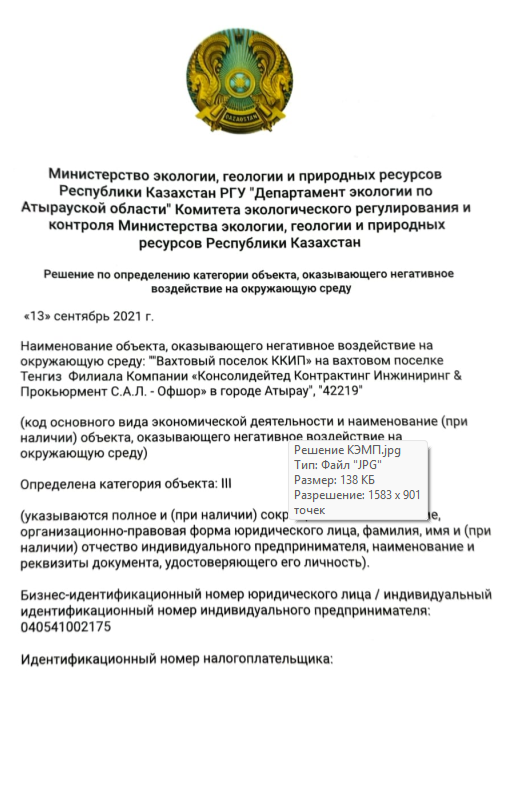 КАЗАХSTAN
Министерство экологии, геологии и природных ресурсов
Республики Казахстан РГУ "Департамент экологии по
Атырауской области" Комитета экологического регулирования и
контроля Министерства экологии, геологии и природных
ресурсов Республики Казахстан
Решение по определению категории объекта, оказывающего негативное
воздействие на окружающую среду
«13» сентябрь 2021 г.
Наименование объекта, оказывающего негативное воздействие на
окружающую среду: ""Вахтовый поселок ККИП» на вахтовом поселке
Тенгиз Филиала Компании «Консолидейтед Контрактинг Инжиниринг &
Прокьюрмент С.А.Л. - Офшор» в городе Атырау", "42219"
(код основного вида экономической деятельности и наименование (при
наличии) объекта, оказывающего негативное воздействие на
окружающую среду)
Решение КЭМП.jpg
Тип: Файл "JPG"
Размер: 138 КБ
Разрешение: 1583 x 901
точек
Определена категория объекта: III
(указываются полное и (при наличии) сокр е,
организационно-правовая форма юридического лица, фамилия, имя и (при
наличии) отчество индивидуального предпринимателя, наименование и
реквизиты документа, удостоверяющего его личность).
Бизнес-идентификационный номер юридического лица / индивидуальный
идентификационный номер индивидуального предпринимателя:
040541002175
Идентификационный номер налогоплательщика: